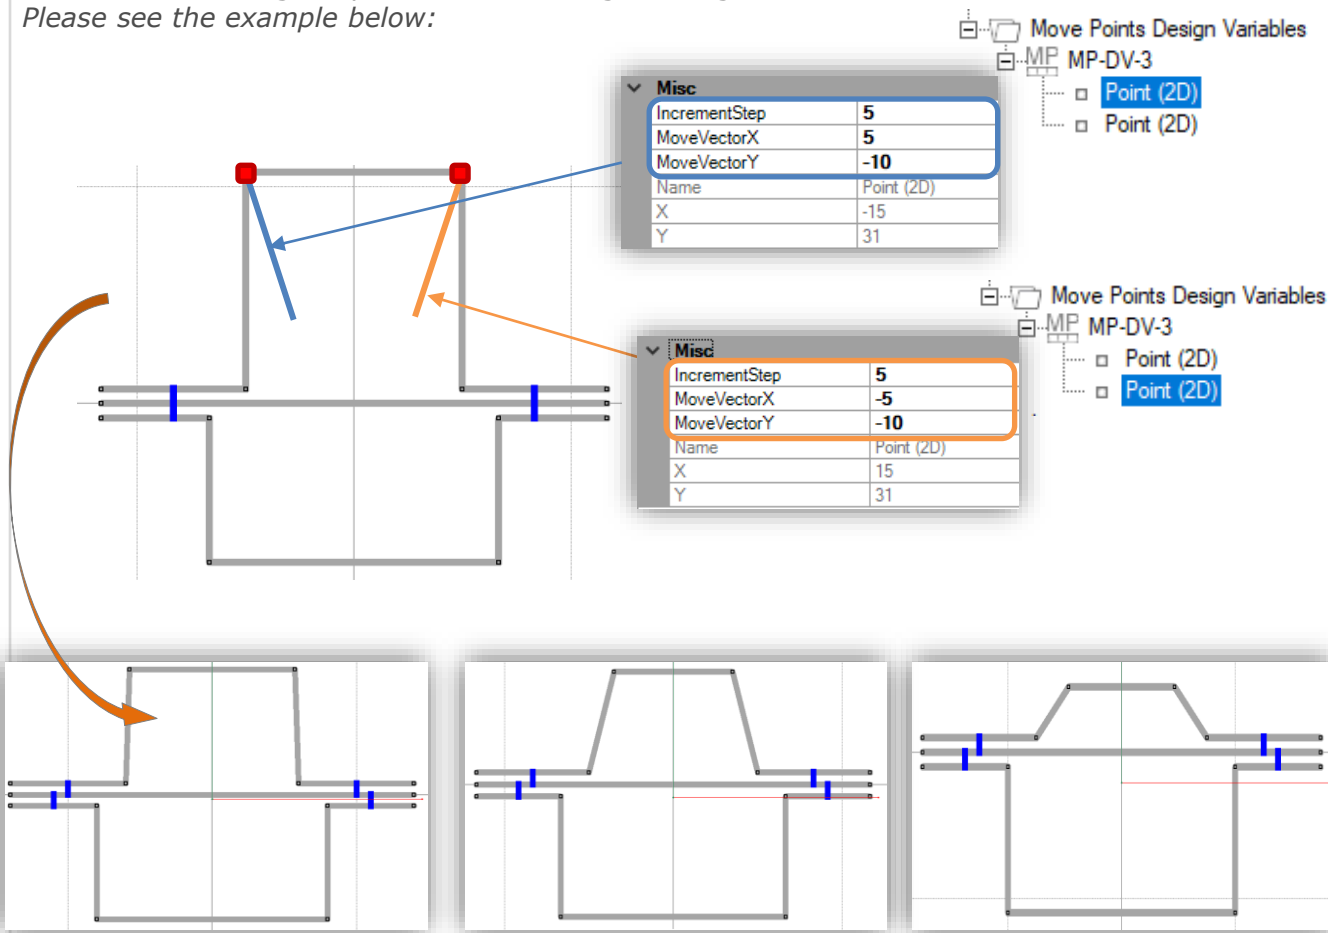 Please see the example below:
Move Points Design Variables
MP MP-DV-3
Point (2D)
Point (2D)
Misc
IncrementStep 5
MoveVectorX 5
MoveVectorY -10
Name Point (2D)
X -15
Y 31
Move Points Design Variables
MP MP-DV-3
Point (2D)
Point (2D)
Misc
IncrementStep 5
MoveVectorX -5
MoveVectorY -10
Name Point (2D)
X 15
Y 31